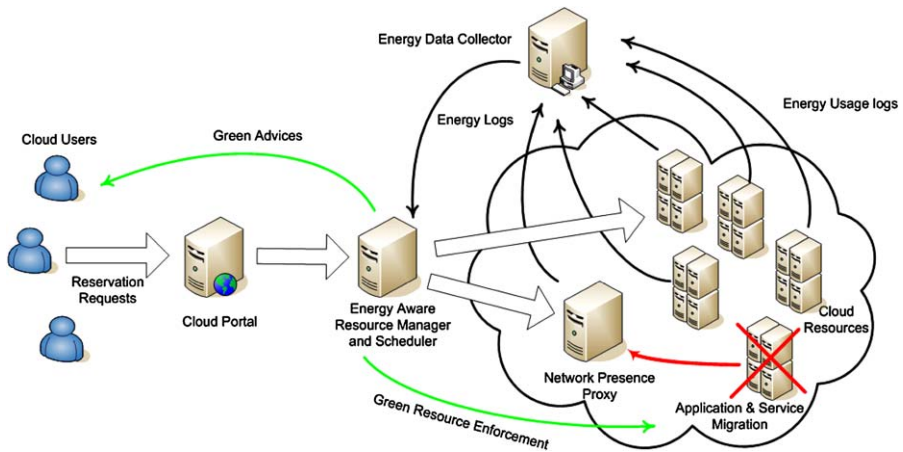 Energy Data Collector
Energy Usage logs
Energy Logs
Green Advices
Cloud Users
Reservation
Requests
Cloud Portal
Energy Aware
Resource Manager
and Scheduler
Cloud
Resources
Network Presence
Proxy
Application & Service
Migration
Green Resource Enforcement